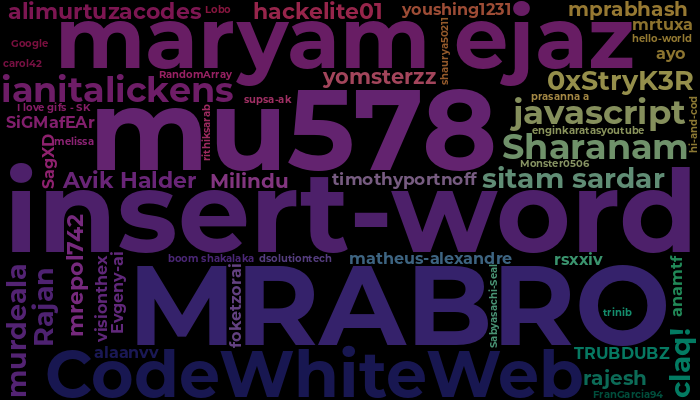 alimurtuzacodes
Lobo
hackelite01
youshing1231
mprabhash
mrtuxa
hello-world
Google
maryam ejaz
shaurya50211
ayo
carol42
RandomArray
yomsterzz
0xStryK3R
ianitalickens
supsa-ak
prasanna a
I love gifs - SK
mu578
javascript
hi-and-cod
SiGMafEAr
enginkaratasyoutube
melissa
rithiksarab
Sharanam
SagXD
Monster0506
Avik Halder
Milindu
timothyportnoff
sitam sardar
insert-word
mrepol742
boom shakalaka
dsolutiontech
matheus-alexandre
rsxxiv
murdeala
Rajan
visionthex
Evgeny-ai
MRABRO
foketzorai
Sabyasachi-Seal
trinib
anamtf
alaanvv
CodeWhiteWeb
TRUBDUBZ
rajesh
claq!
FranGarcia94